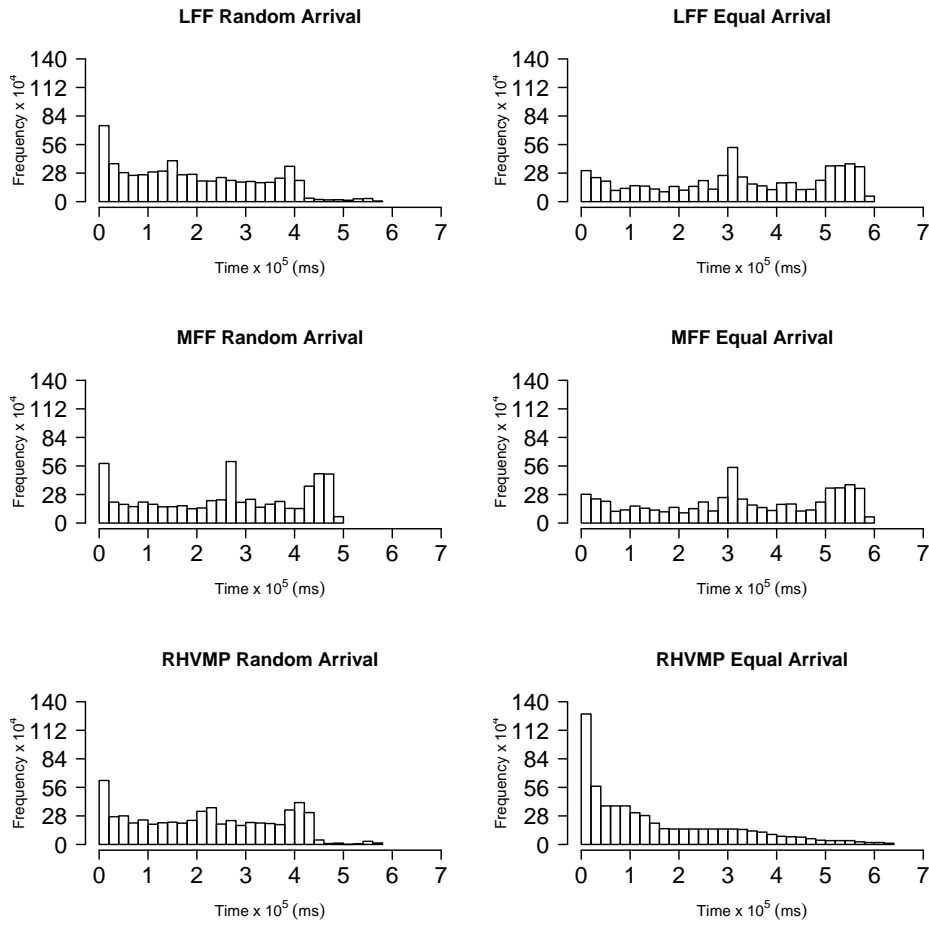 LFF Random Arrival
Frequency x 10⁴
140
112
84
56
28
0
0 1 2 3 4 5 6 7
Time x 10⁵ (ms)
LFF Equal Arrival
Frequency x 10⁴
140
112
84
56
28
0
0 1 2 3 4 5 6 7
Time x 10⁵ (ms)
MFF Random Arrival
Frequency x 10⁴
140
112
84
56
28
0
0 1 2 3 4 5 6 7
Time x 10⁵ (ms)
MFF Equal Arrival
Frequency x 10⁴
140
112
84
56
28
0
0 1 2 3 4 5 6 7
Time x 10⁵ (ms)
RHVMP Random Arrival
Frequency x 10⁴
140
112
84
56
28
0
0 1 2 3 4 5 6 7
Time x 10⁵ (ms)
RHVMP Equal Arrival
Frequency x 10⁴
140
112
84
56
28
0
0 1 2 3 4 5 6 7
Time x 10⁵ (ms)